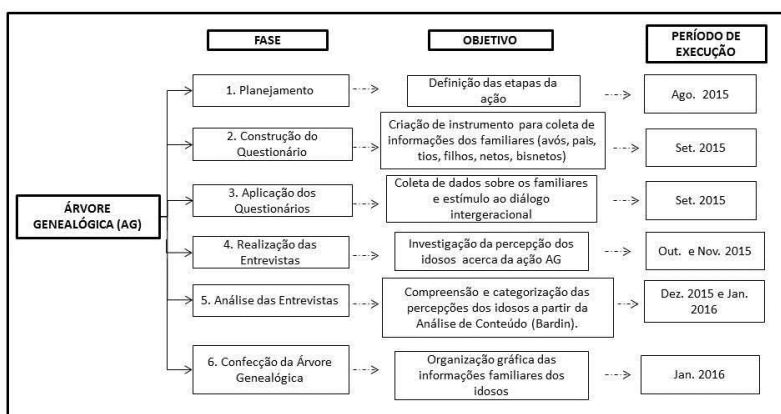 FASE
OBJETIVO
PERÍODO DE
EXECUÇÃO
1. Planejamento
Definição das etapas da
ação
Ago. 2015
2. Construção do
Questionário
Criação de instrumento para coleta de
informações dos familiares (avós, pais,
tios, filhos, netos, bisnetos)
Set. 2015
ÁRVORE
GENEALÓGICA (AG)
3. Aplicação dos
Questionários
Coleta de dados sobre os familiares
e estímulo ao diálogo
intergeracional
Set. 2015
4. Realização das
Entrevistas
Investigação da percepção dos
idosos acerca da ação AG
Out. e Nov. 2015
5. Análise das Entrevistas
Compreensão e categorização das
percepções dos idosos a partir da
Análise de Conteúdo (Bardin).
Dez. 2015 e Jan.
2016
6. Confecção da Árvore
Genealógica
Organização gráfica das
informações familiares dos
idosos
Jan. 2016